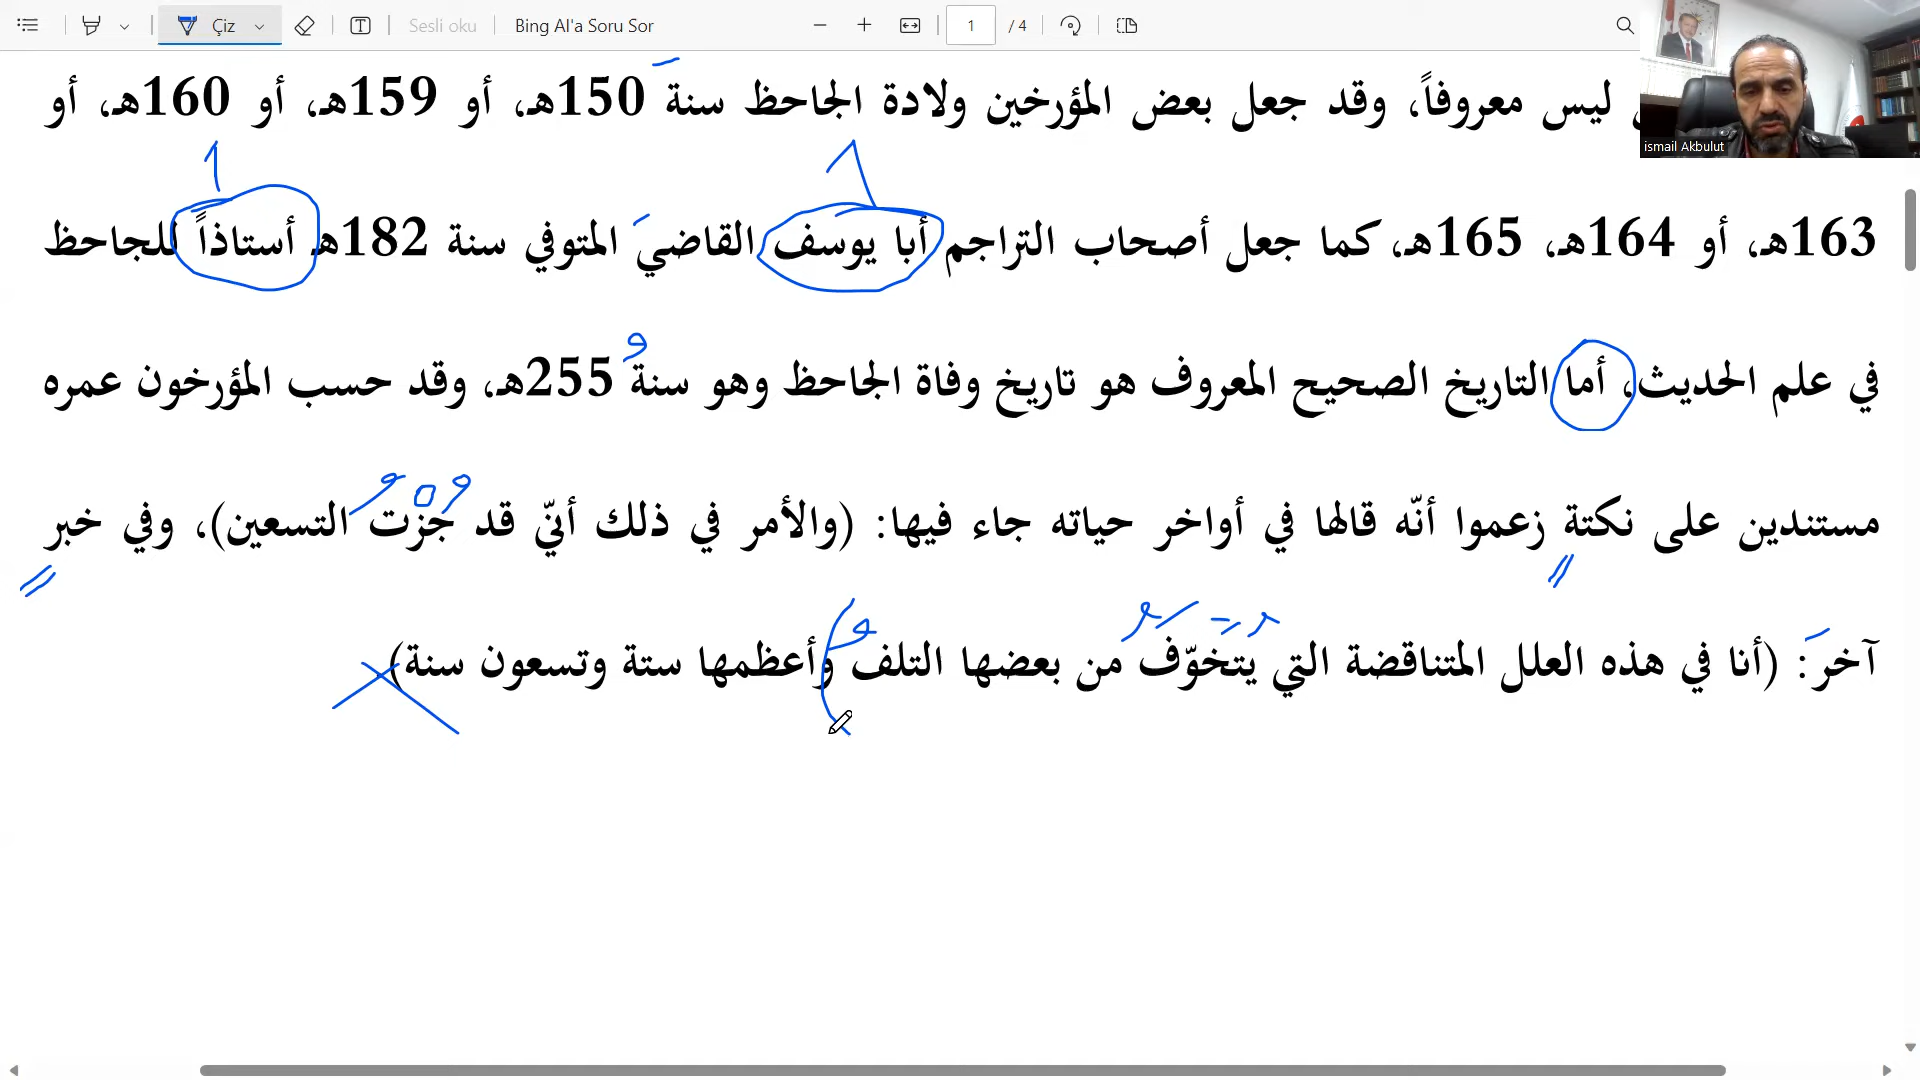 Çiz
Sesli oku
Bing AI'a Soru Sor
1
/ 4
ismail Akbulut
ليس معروفاً، وقد جعل بعض المؤرخين ولادة الجاحظ سنة 150هـ، أو 159هـ، أو 160هـ، أو
163هـ، أو 164هـ، 165هـ، كما جعل أصحاب التراجم أبا يوسف القاضي المتوفي سنة 182هـ أستاذاً للجاحظ
في علم الحديث، أما التاريخ الصحيح المعروف هو تاريخ وفاة الجاحظ وهو سنة 255هـ، وقد حسب المؤرخون عمره
مستندين على نكتة زعموا أنّه قالها في أواخر حياته جاء فيها: (والأمر في ذلك أنيّ قد جزت التسعين)، وفي خبر
آخر: (أنا في هذه العلل المتناقضة التي يتخوّف من بعضها التلف وأعظمها ستة وتسعون سنة)